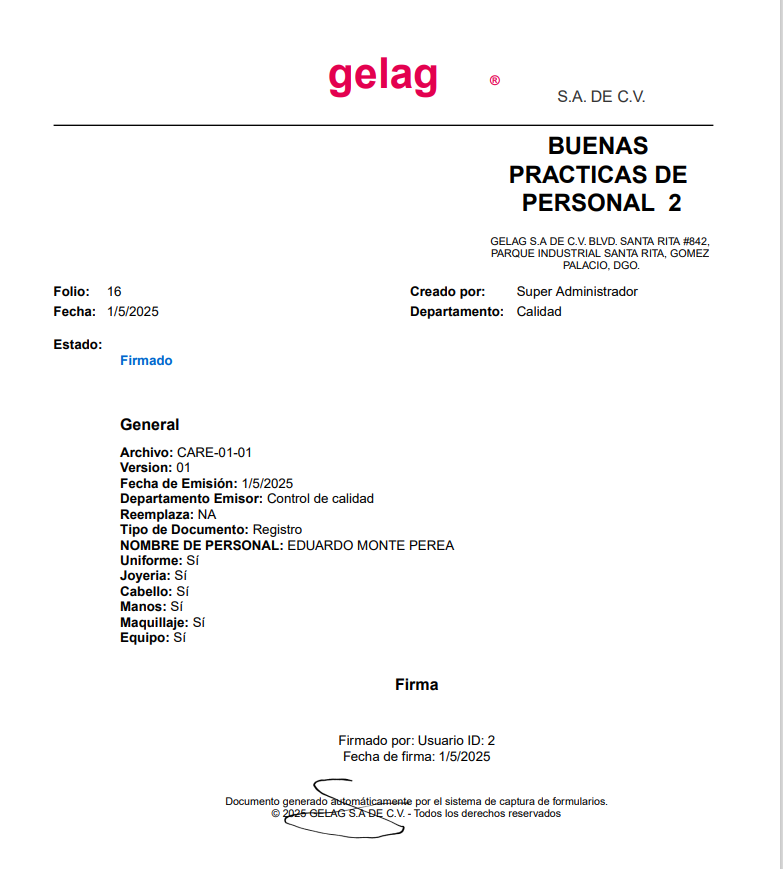 gelag ®
S.A. DE C.V.
BUENAS
PRACTICAS DE
PERSONAL 2
GELAG S.A DE C.V. BLVD. SANTA RITA #842,
PARQUE INDUSTRIAL SANTA RITA, GOMEZ
PALACIO, DGO.
Folio: 16 Creado por: Super Administrador
Fecha: 1/5/2025 Departamento: Calidad
Estado:
Firmado
General
Archivo: CARE-01-01
Version: 01
Fecha de Emisión: 1/5/2025
Departamento Emisor: Control de calidad
Reemplaza: NA
Tipo de Documento: Registro
NOMBRE DE PERSONAL: EDUARDO MONTE PEREA
Uniforme: Sí
Joyeria: Sí
Cabello: Sí
Manos: Sí
Maquillaje: Sí
Equipo: Sí
Firma
Firmado por: Usuario ID: 2
Fecha de firma: 1/5/2025
Documento generado automáticamente por el sistema de captura de formularios.
© 2025 GELAG S.A DE C.V. - Todos los derechos reservados